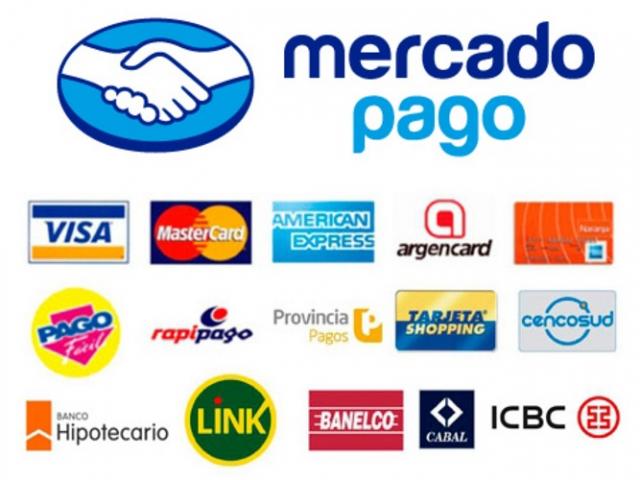 mercado
pago
VISA
MasterCard
AMERICAN
EXPRESS
argencard
Naranja
PAGO
fácil
rapipago
Provincia
Pagos
TARJETA
SHOPPING
cencosud
BANCO
Hipotecario
LINK
BANELCO
CABAL
ICBC